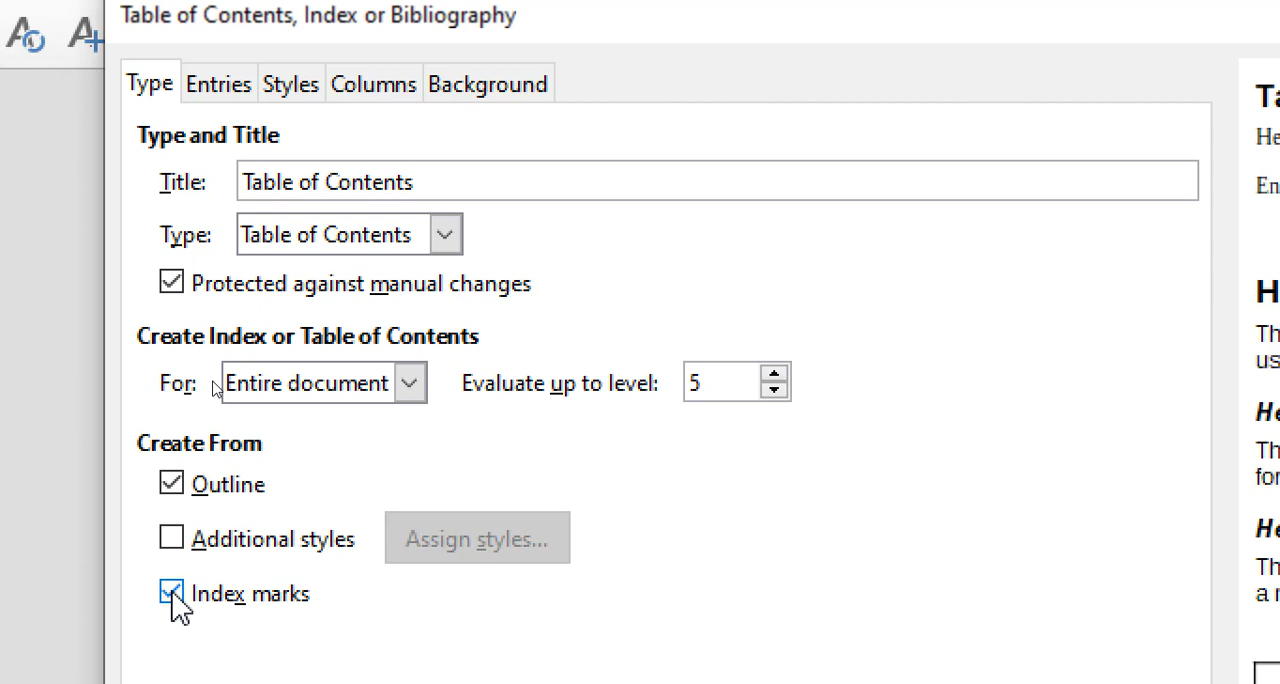 Table of Contents, Index or Bibliography
Type Entries Styles Columns Background
Type and Title
Title: Table of Contents
Type: Table of Contents
Protected against manual changes
Create Index or Table of Contents
For: Entire document Evaluate up to level: 5
Create From
Outline
Additional styles Assign styles...
Index marks